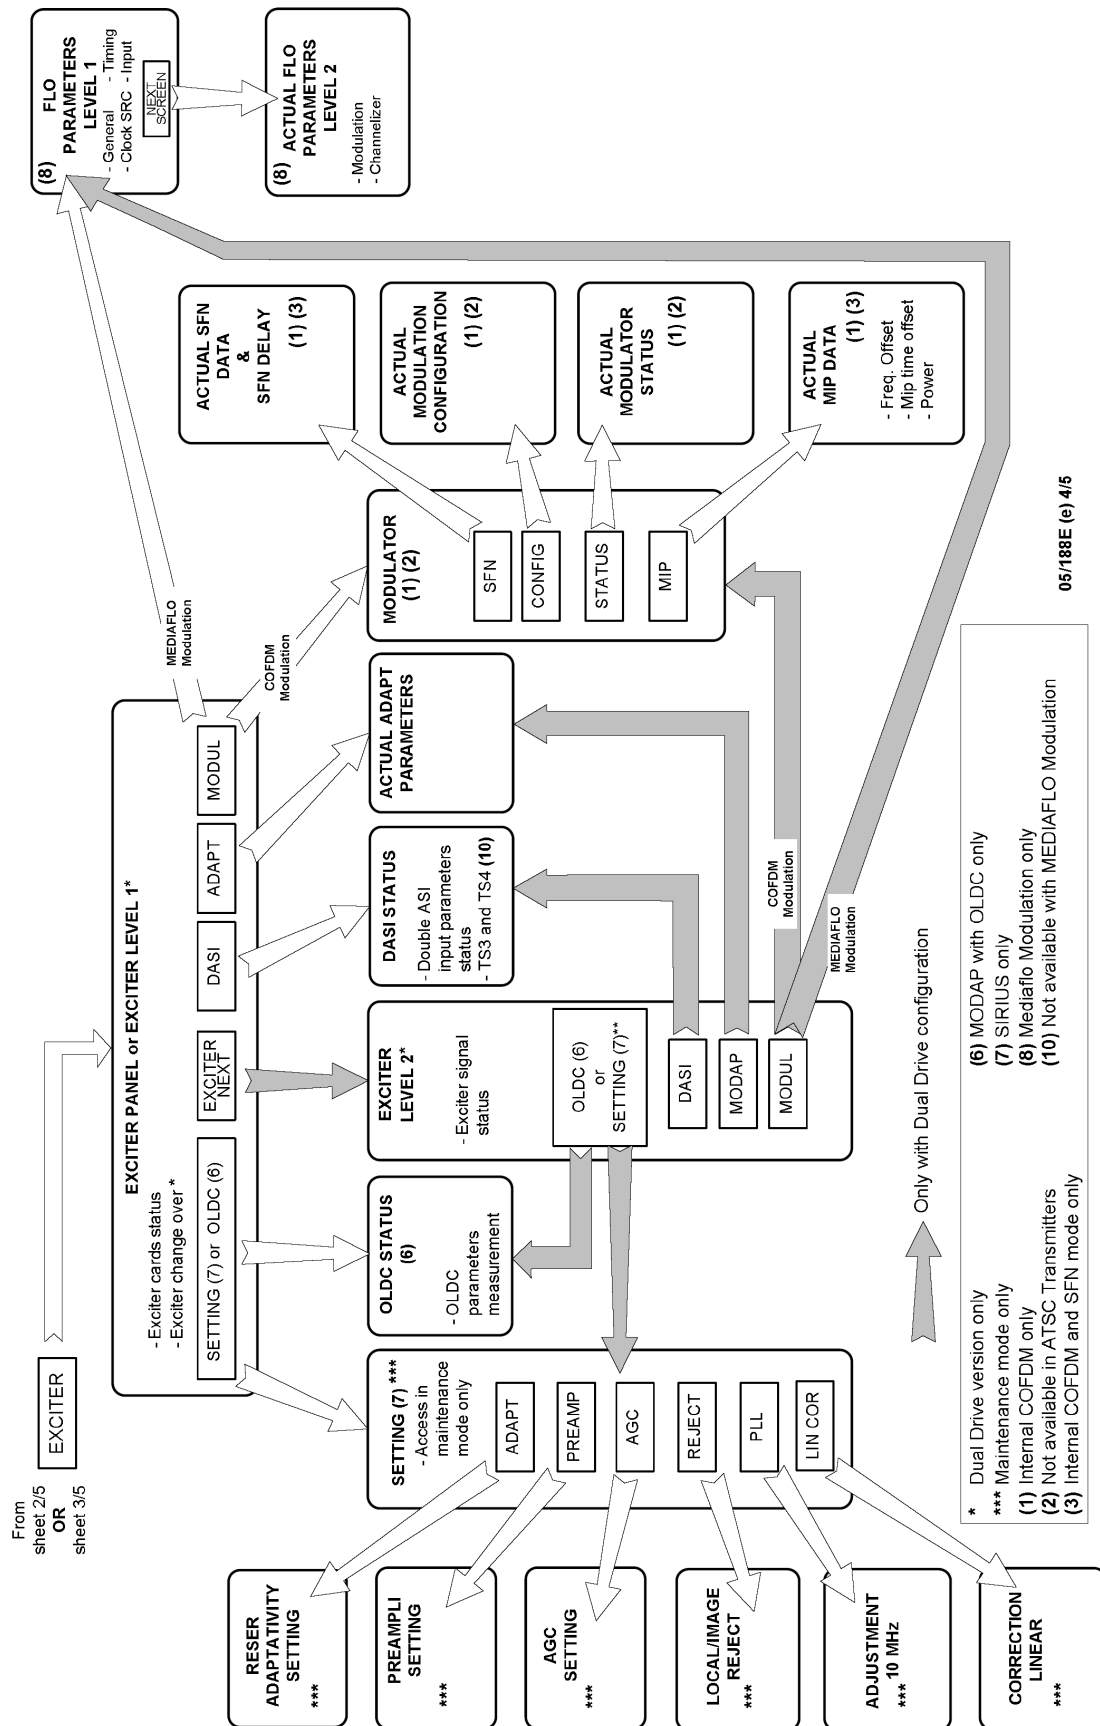 From
sheet 2/5
OR
sheet 3/5
EXCITER
EXCITER PANEL or EXCITER LEVEL 1*
- Exciter cards status
- Exciter change over *
SETTING (7) or OLDC (6)
EXCITER
NEXT
DASI
ADAPT
MODUL
MEDIAFLO
Modulation
COFDM
Modulation
(8)
FLO
PARAMETERS
LEVEL 1
- General - Timing
- Clock SRC - Input
NEXT
SCREEN
(8)
ACTUAL FLO
PARAMETERS
LEVEL 2
- Modulation
- Channelizer
SETTING (7) ***
- Access in
maintenance
mode only
ADAPT
PREAMP
AGC
REJECT
PLL
LIN COR
OLDC STATUS
(6)
- OLDC
parameters
measurement
EXCITER
LEVEL 2*
- Exciter signal
status
OLDC (6)
or
SETTING (7)**
DASI
MODAP
MODUL
DASI STATUS
- Double ASI
input parameters
status
- TS3 and TS4 (10)
ACTUAL ADAPT
PARAMETERS
MODULATOR
(1) (2)
SFN
CONFIG
STATUS
MIP
COFDM
Modulation
MEDIAFLO
Modulation
ACTUAL SFN
DATA
&
SFN DELAY
(1) (3)
ACTUAL
MODULATION
CONFIGURATION
(1) (2)
ACTUAL
MODULATOR
STATUS
(1) (2)
ACTUAL
MIP DATA
(1) (3)
- Freq. Offset
- Mip time offset
- Power
RESER
ADAPTATIVITY
SETTING
***
PREAMPLI
SETTING
***
AGC
SETTING
***
LOCAL/IMAGE
REJECT
***
ADJUSTMENT
10 MHz
***
CORRECTION
LINEAR
***
Only with Dual Drive configuration
* Dual Drive version only
*** Maintenance mode only
(1) Internal COFDM only
(2) Not available in ATSC Transmitters
(3) Internal COFDM and SFN mode only
(6) MODAP with OLDC only
(7) SIRIUS only
(8) Mediaflo Modulation only
(10) Not available with MEDIAFLO Modulation
05/188E (e) 4/5